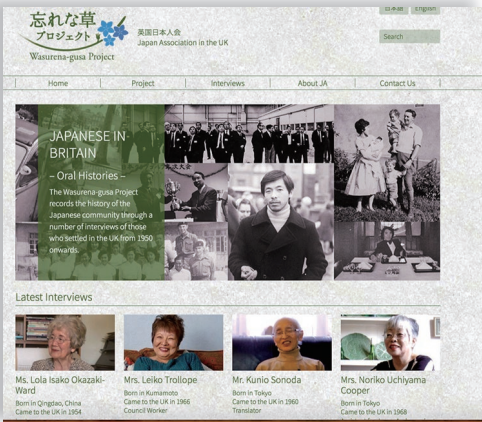 日本語 English
忘れな草
プロジェクト
Wasurena-gusa Project
英国日本人会
Japan Association in the UK
Search
Home Project Interviews About JA Contact Us
JAPANESE IN
BRITAIN
– Oral Histories –
The Wasurena-gusa Project
records the history of the
Japanese community through a
number of interviews of those
who settled in the UK from 1950
onwards.
Latest Interviews
Ms. Lola Isako Okazaki-
Ward
Born in Qingdao, China
Came to the UK in 1954
Mrs. Leiko Trollope
Born in Kumamoto
Came to the UK in 1966
Council Worker
Mr. Kunio Sonoda
Born in Tokyo
Came to the UK in 1960
Translator
Mrs. Noriko Uchiyama
Cooper
Born in Tokyo
Came to the UK in 1968